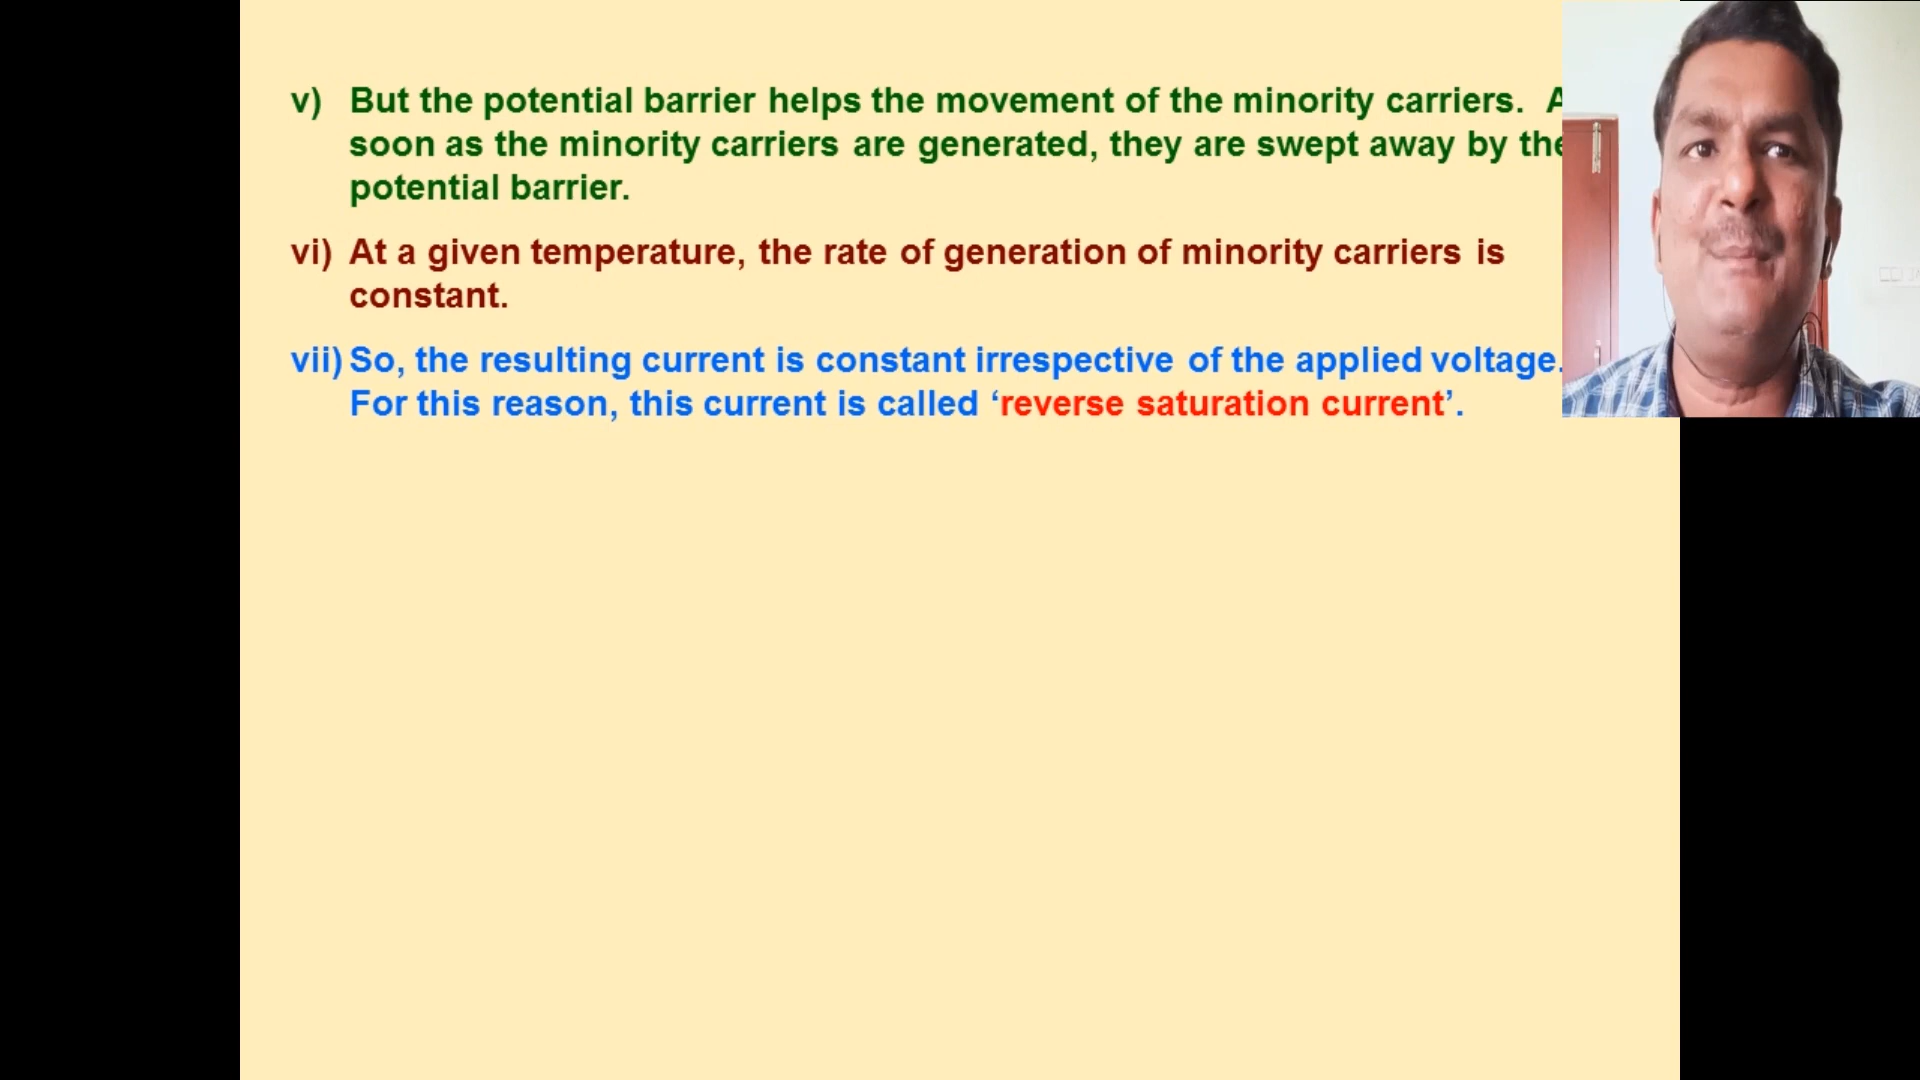 v) But the potential barrier helps the movement of the minority carriers.
soon as the minority carriers are generated, they are swept away by the
potential barrier.
vi) At a given temperature, the rate of generation of minority carriers is
constant.
vii) So, the resulting current is constant irrespective of the applied voltage.
For this reason, this current is called ‘reverse saturation current’.